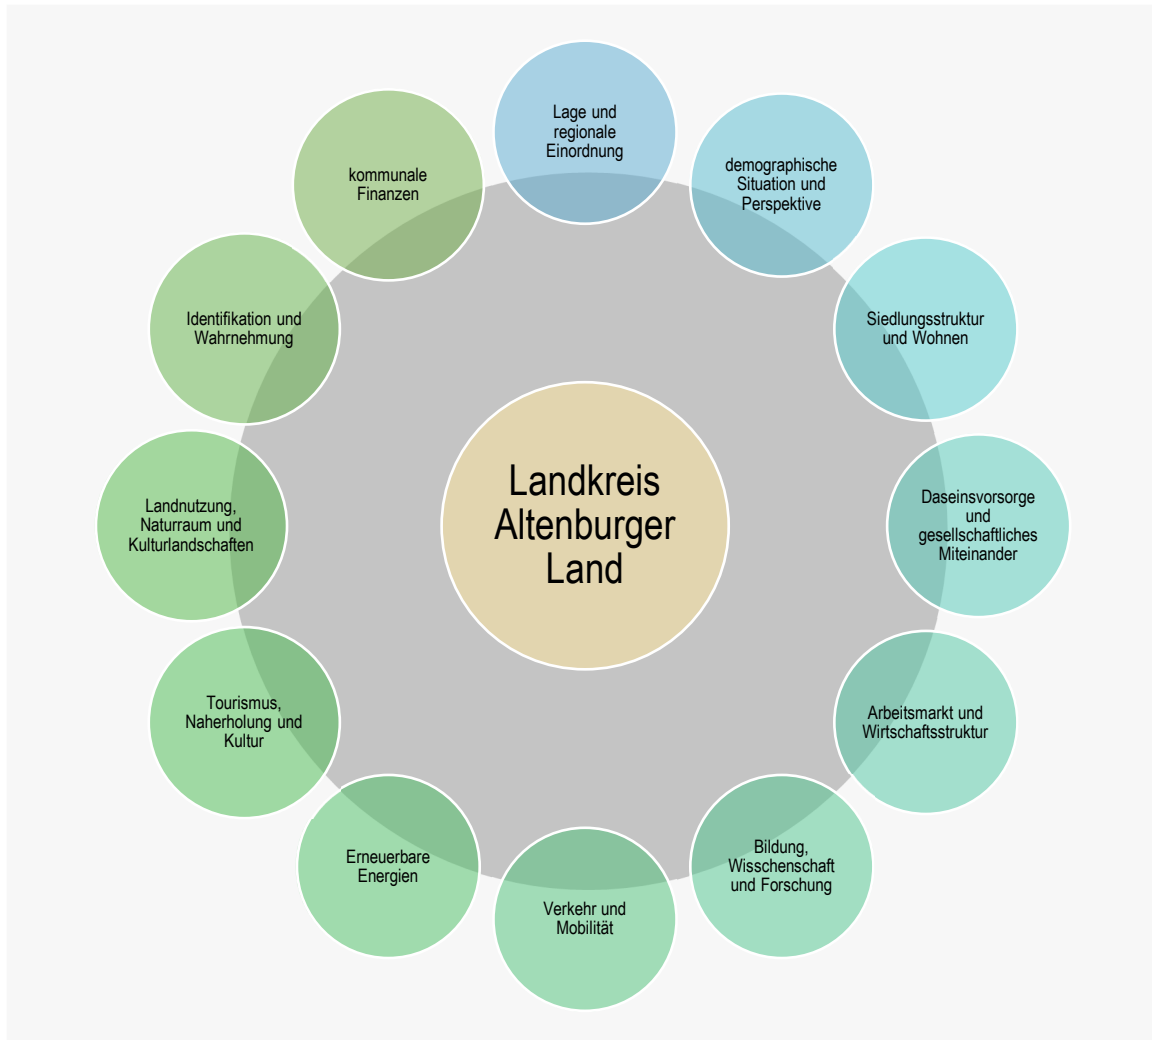 Lage und
regionale
Einordnung
demographische
Situation und
Perspektive
Siedlungsstruktur
und Wohnen
Daseinsvorsorge
und
gesellschaftliches
Miteinander
Arbeitsmarkt und
Wirtschaftsstruktur
Bildung,
Wisschenschaft
und Forschung
Verkehr und
Mobilität
Erneuerbare
Energien
Tourismus,
Naherholung und
Kultur
Landnutzung,
Naturraum und
Kulturlandschaften
Identifikation und
Wahrnehmung
kommunale
Finanzen
Landkreis
Altenburger
Land